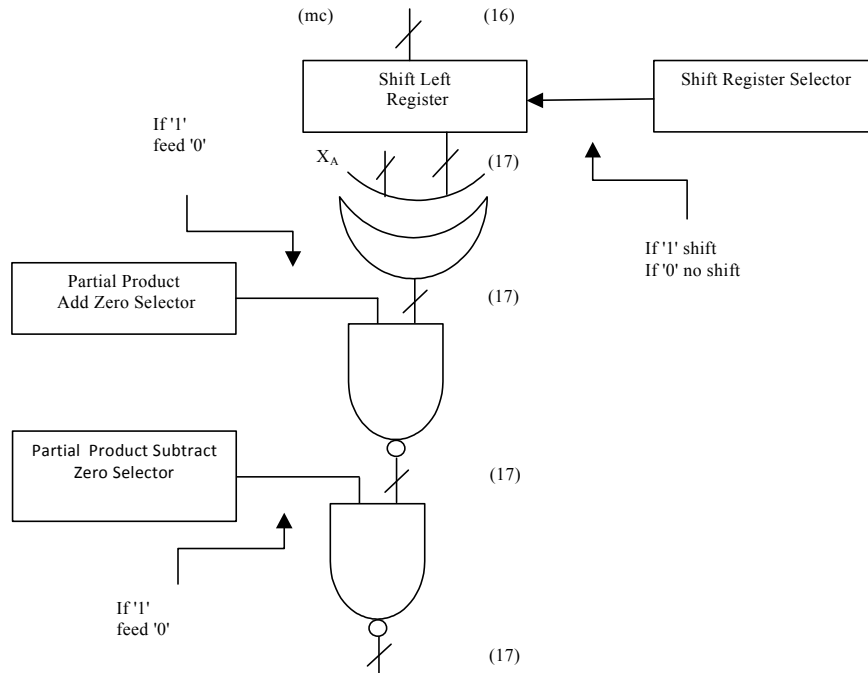 (mc)
(16)
Shift Left
Register
Shift Register Selector
If '1'
feed '0'
X_A
(17)
If '1' shift
If '0' no shift
Partial Product
Add Zero Selector
(17)
Partial Product Subtract
Zero Selector
(17)
If '1'
feed '0'
(17)